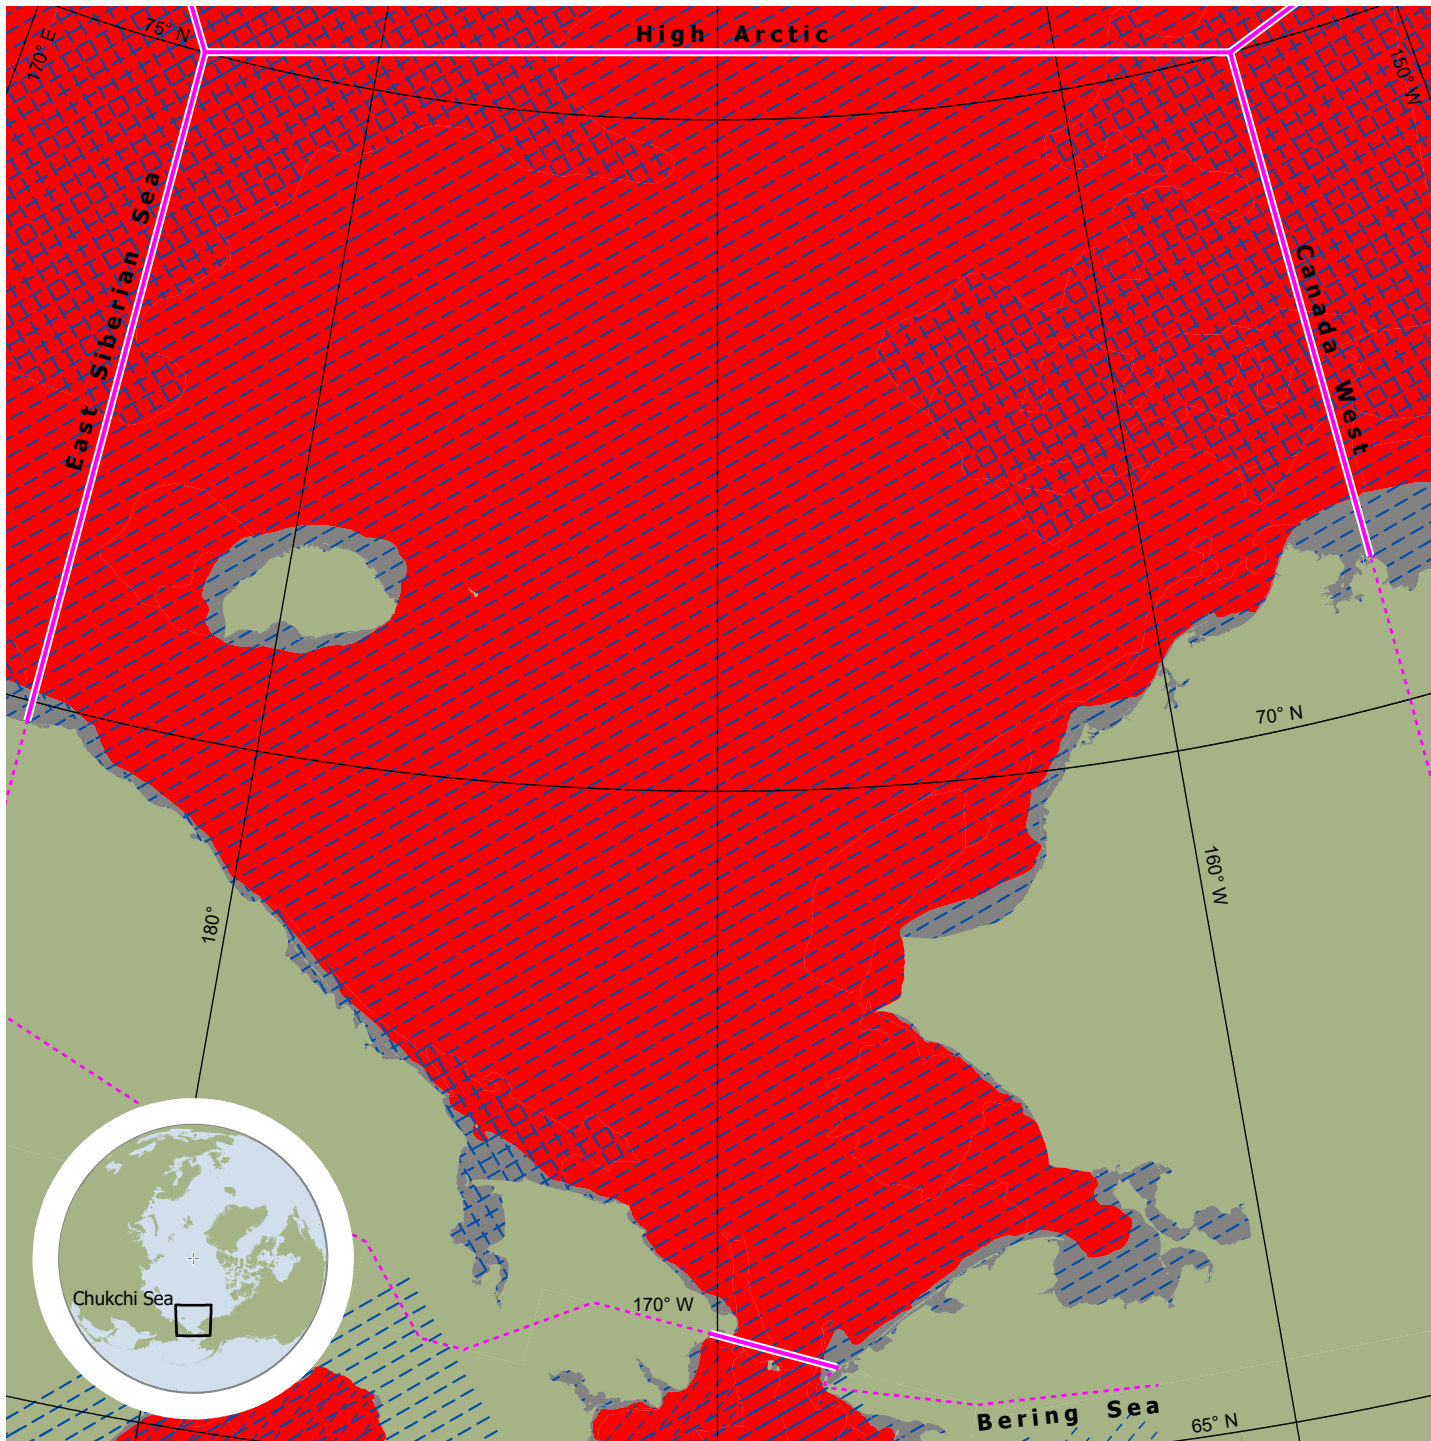 High Arctic
75° N
170° E
150° W
East Siberian Sea
Canada West
70° N
160° W
180°
Chukchi Sea
170° W
Bering Sea
65° N